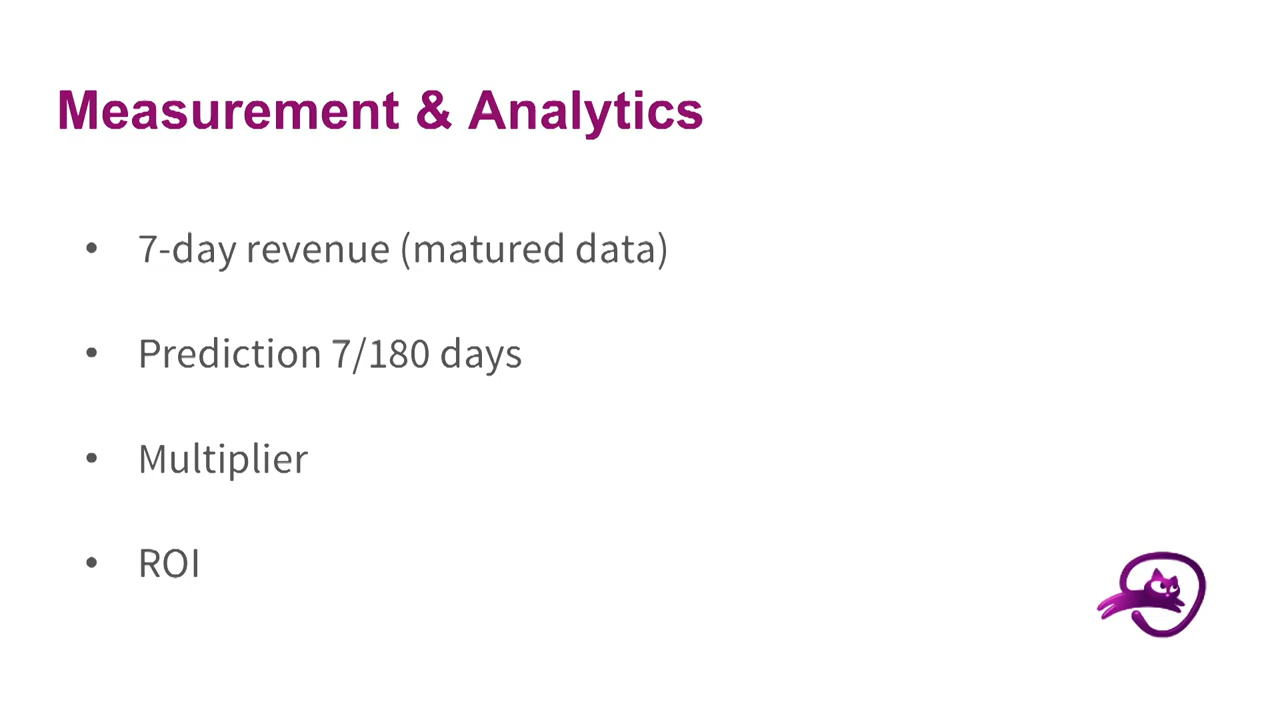 Measurement & Analytics
• 7-day revenue (matured data)
• Prediction 7/180 days
• Multiplier
• ROI